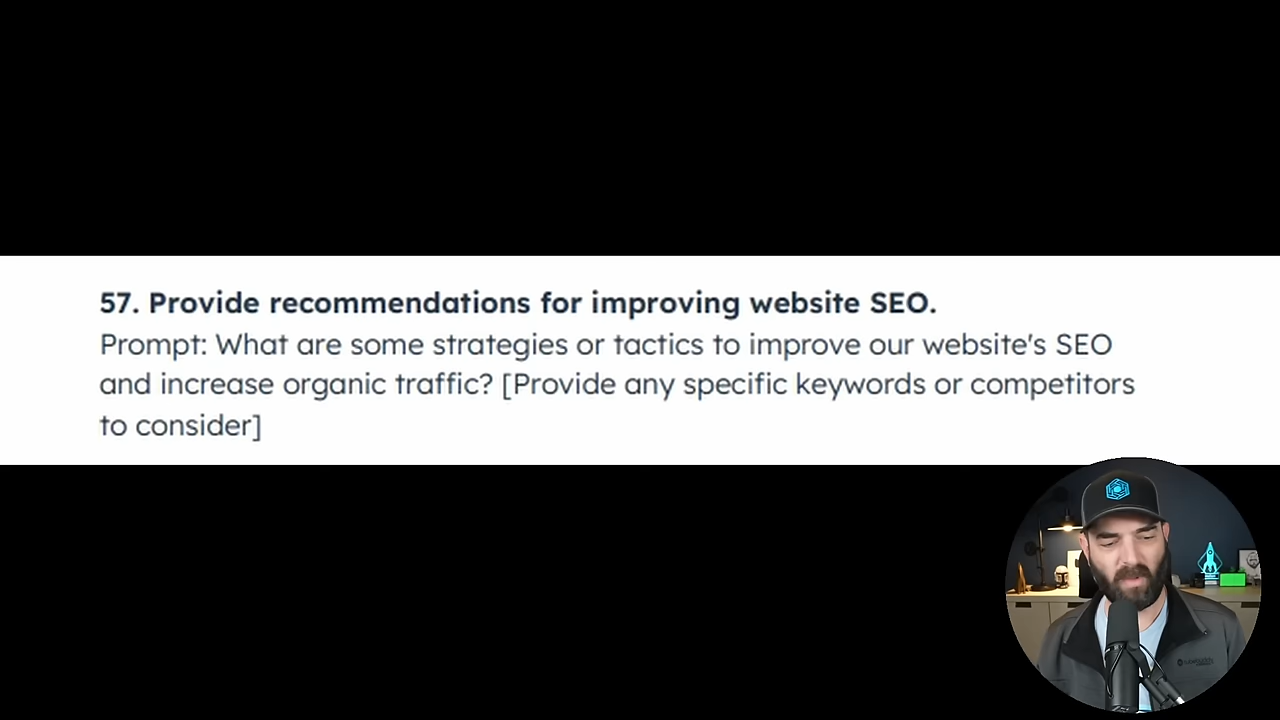 57. Provide recommendations for improving website SEO.
Prompt: What are some strategies or tactics to improve our website's SEO
and increase organic traffic? [Provide any specific keywords or competitors
to consider]